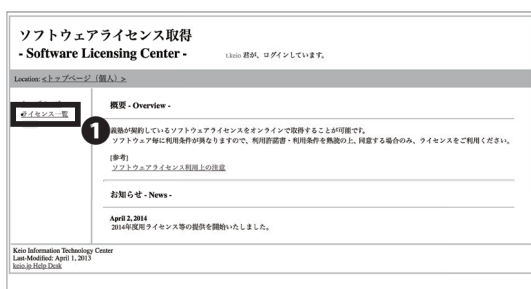 ソフトウェアライセンス取得
- Software Licensing Center -
t.keio 君が、ログインしています。
Location: <トップページ（個人）>
ライセンス一覧
1
概要 - Overview -
義塾が契約しているソフトウェアライセンスをオンラインで取得することが可能です。
ソフトウェア毎に利用条件が異なりますので、利用許諾書・利用条件を熟読の上、同意する場合のみ、ライセンスをご利用ください。
[参考]
ソフトウェアライセンス利用上の注意
お知らせ - News -
April 2, 2014
2014年度用ライセンス等の提供を開始いたしました。
Keio Information Technology Center
Last-Modified: April 1, 2013
keio.jp Help Desk